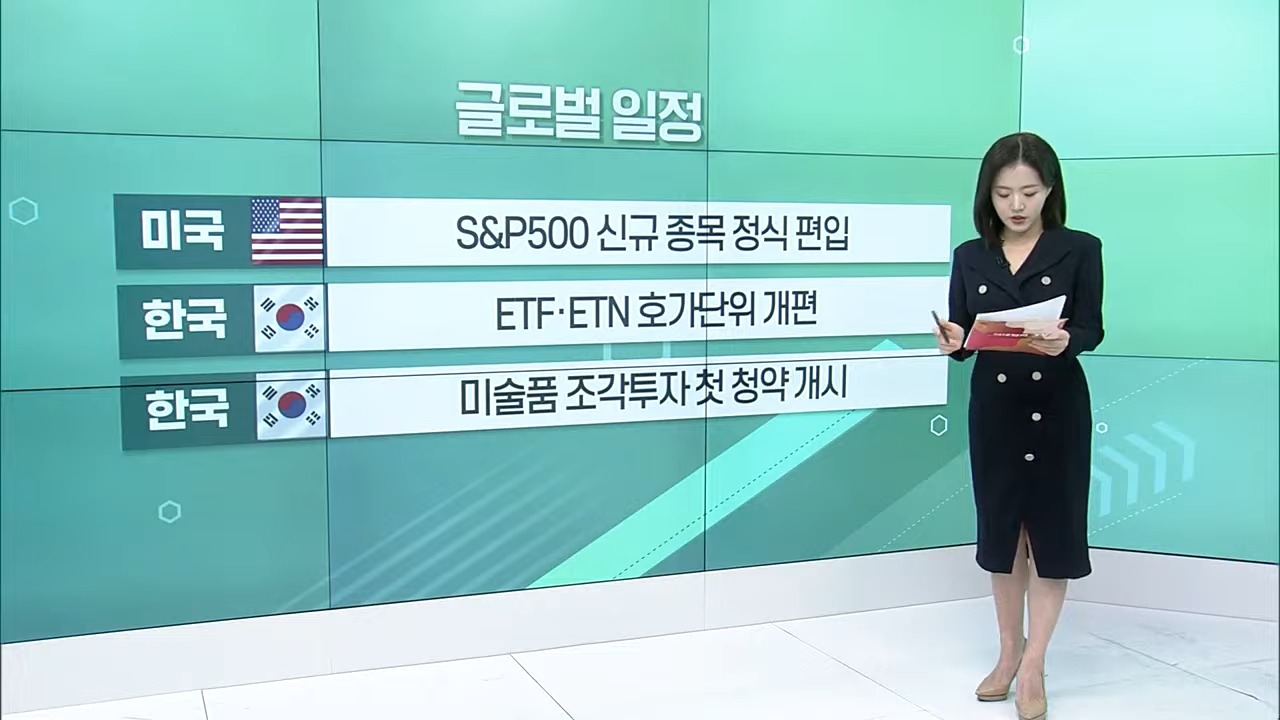 글로벌 일정
미국 S&P500 신규 종목 정식 편입
한국 ETF·ETN 호가단위 개편
한국 미술품 조각투자 첫 청약 개시